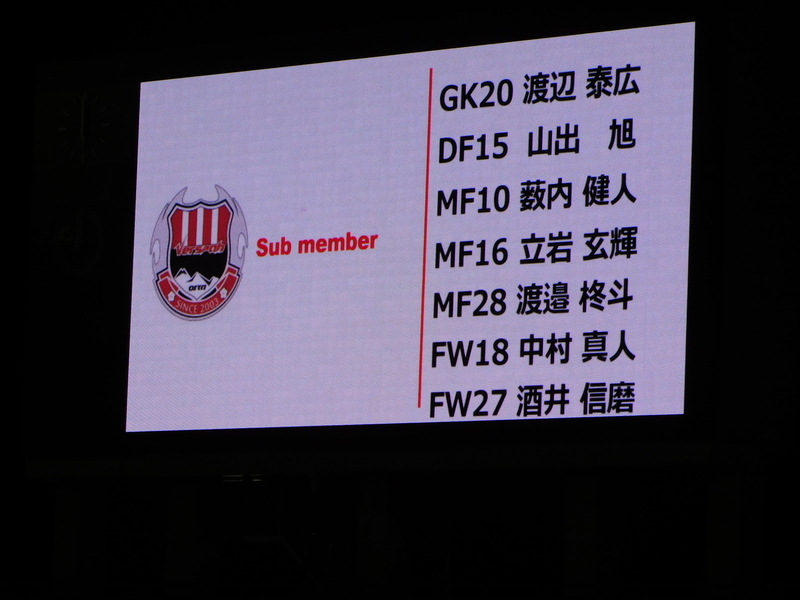 Verspah
OITA
SINCE 2003
Sub member
GK20 渡辺 泰広
DF15 山出 旭
MF10 薮内 健人
MF16 立岩 玄輝
MF28 渡邉 柊斗
FW18 中村 真人
FW27 酒井 信磨